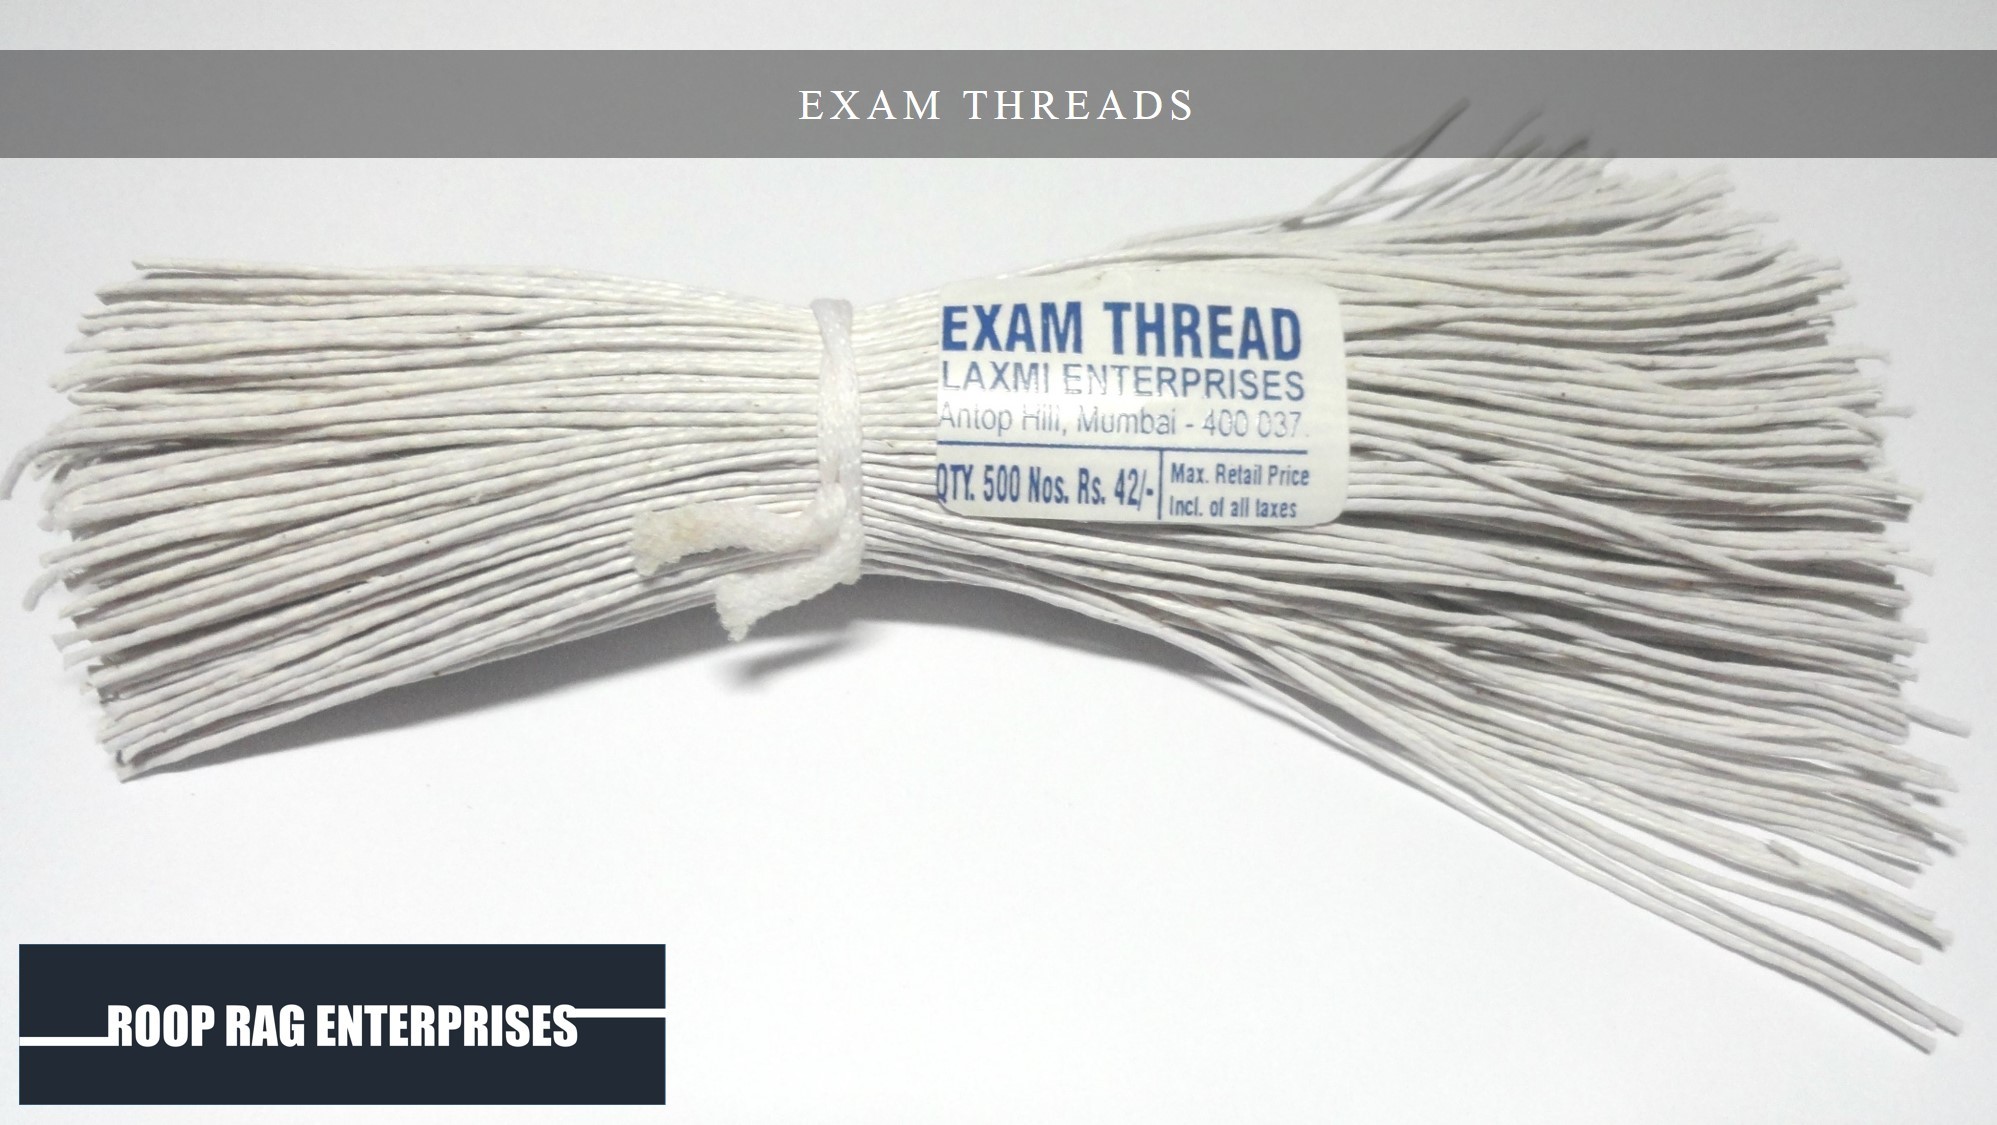 EXAM THREADS
EXAM THREAD
LAXMI ENTERPRISES
Antop Hill, Mumbai - 400 037.
QTY. 500 Nos. Rs. 42/-
Max. Retail Price
Incl. of all taxes
ROOP RAG ENTERPRISES